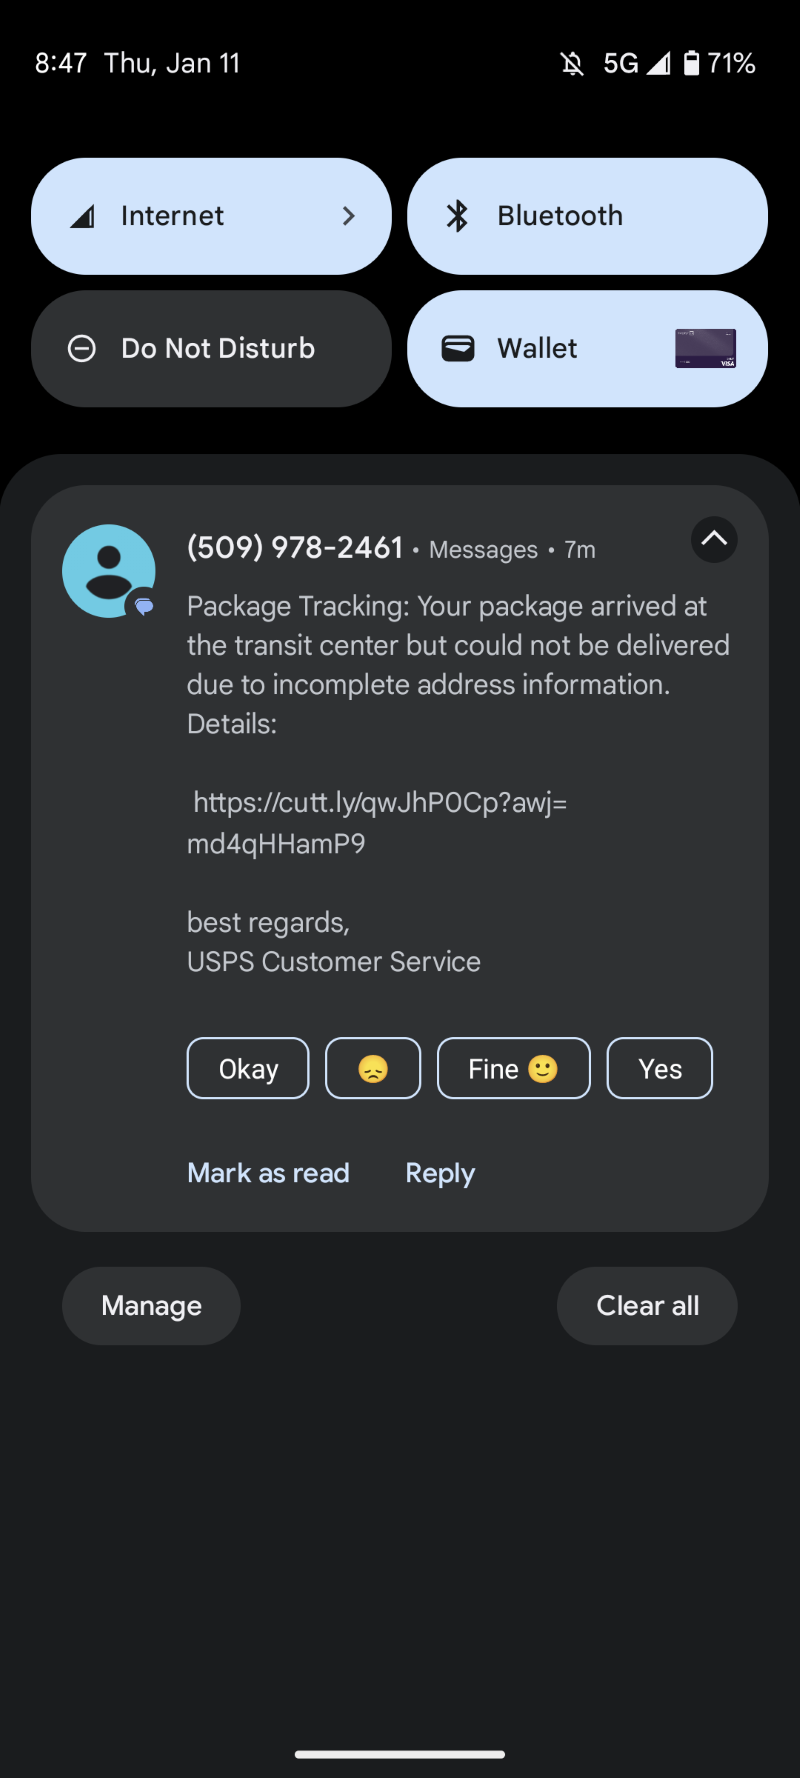 8:47 Thu, Jan 11 5G 71%
Internet
Bluetooth
Do Not Disturb
Wallet
VISA
(509) 978-2461 • Messages • 7m
Package Tracking: Your package arrived at
the transit center but could not be delivered
due to incomplete address information.
Details:
https://cutt.ly/qwJhP0Cp?awj=
md4qHHamP9
best regards,
USPS Customer Service
Okay
😞
Fine 🙂
Yes
Mark as read
Reply
Manage
Clear all